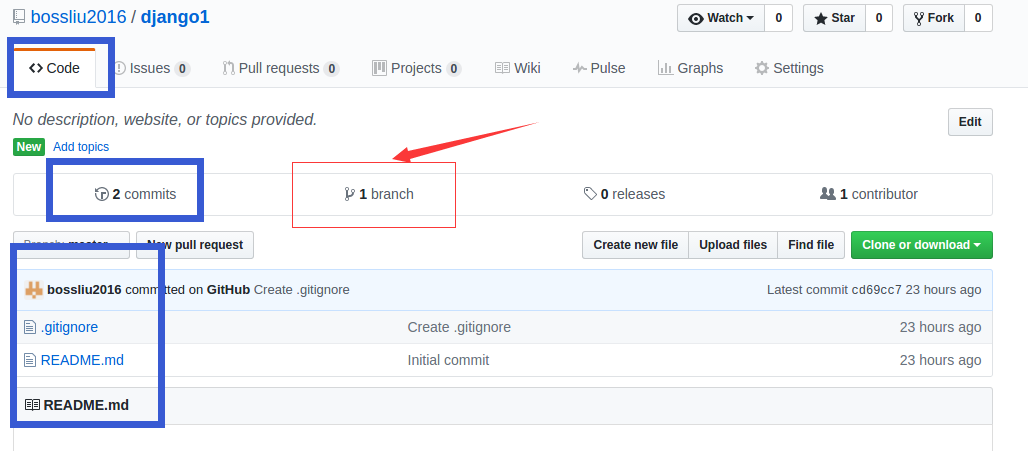 bossliu2016 / django1
Watch 0 Star 0 Fork 0
Code Issues 0 Pull requests 0 Projects 0 Wiki Pulse Graphs Settings
No description, website, or topics provided.
Edit
New Add topics
2 commits 1 branch 0 releases 1 contributor
Branch: master New pull request Create new file Upload files Find file Clone or download
bossliu2016 committed on GitHub Create .gitignore Latest commit cd69cc7 23 hours ago
.gitignore Create .gitignore 23 hours ago
README.md Initial commit 23 hours ago
README.md